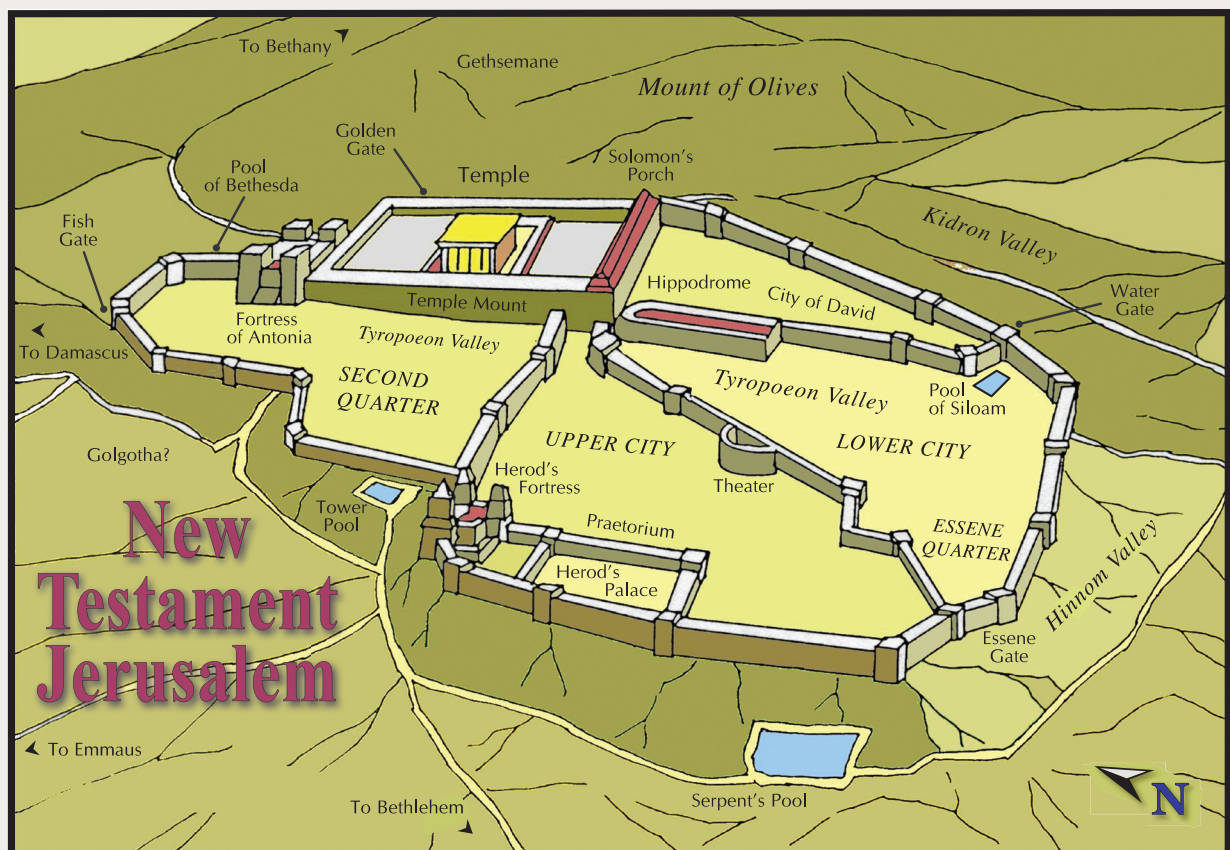 To Bethany
Gethsemane
Mount of Olives
Golden
Gate
Solomon's
Porch
Pool
of Bethesda
Temple
Fish
Gate
Kidron Valley
Hippodrome
City of David
Water
Gate
Temple Mount
Fortress
of Antonia
Tyropoeon Valley
To Damascus
SECOND
QUARTER
Tyropoeon Valley
Pool
of Siloam
UPPER CITY
LOWER CITY
Golgotha?
Herod's
Fortress
Theater
Tower
Pool
Praetorium
ESSENE
QUARTER
Herod's
Palace
Hinnom Valley
New
Testament
Jerusalem
Essene
Gate
To Emmaus
To Bethlehem
Serpent's Pool
N